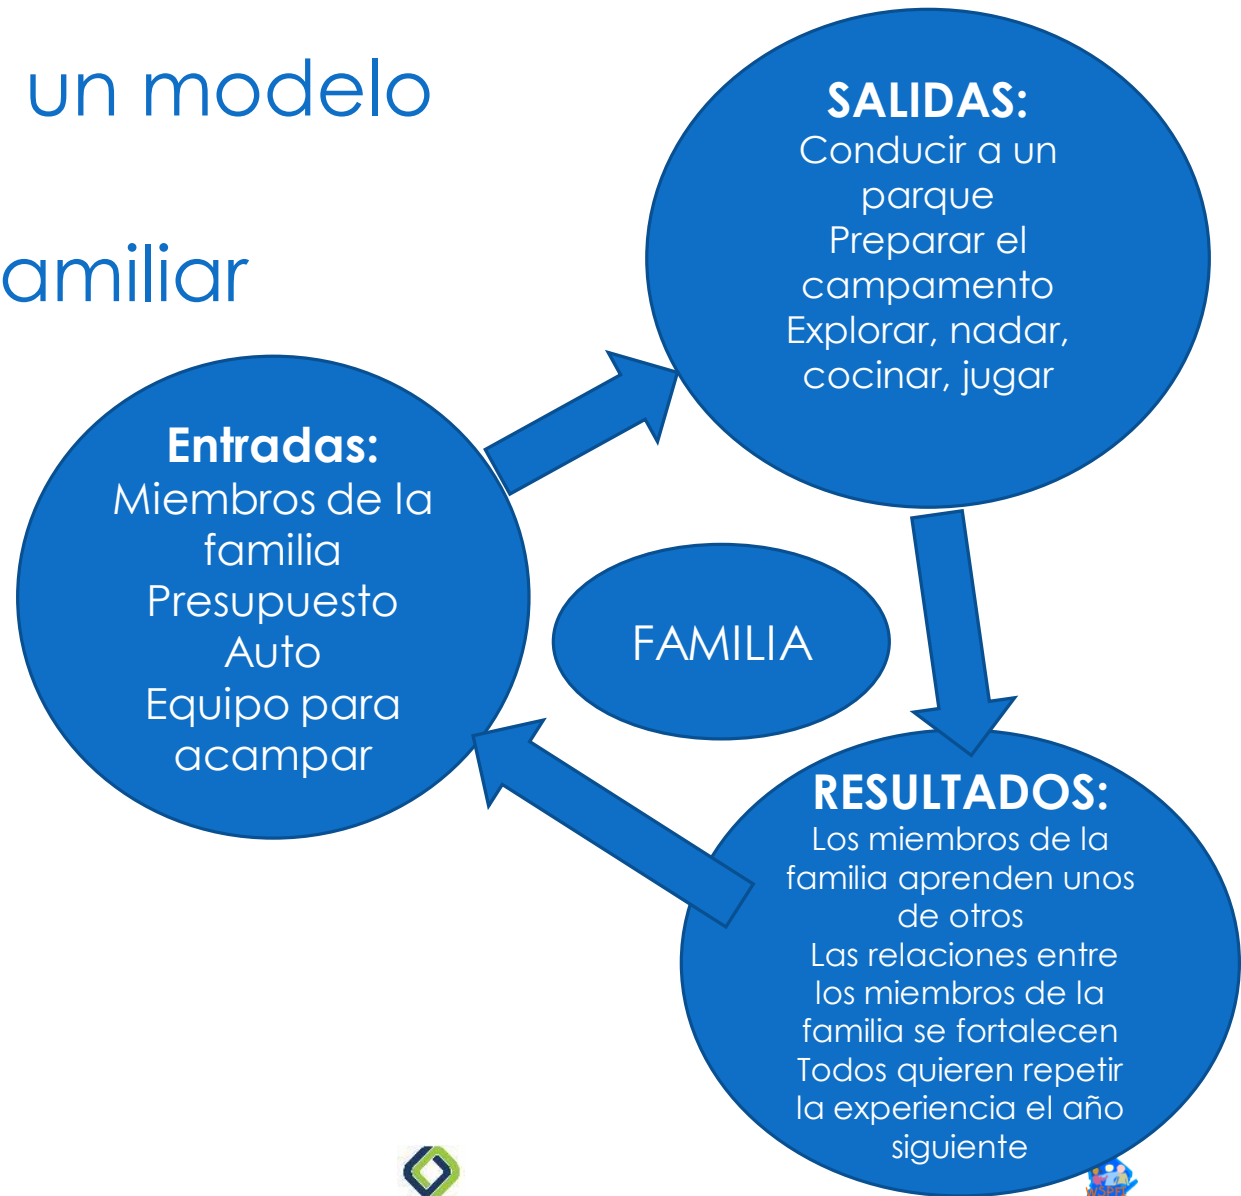 un modelo
amiliar
SALIDAS:
Conducir a un
parque
Preparar el
campamento
Explorar, nadar,
cocinar, jugar
Entradas:
Miembros de la
familia
Presupuesto
Auto
Equipo para
acampar
FAMILIA
RESULTADOS:
Los miembros de la
familia aprenden unos
de otros
Las relaciones entre
los miembros de la
familia se fortalecen
Todos quieren repetir
la experiencia el año
siguiente